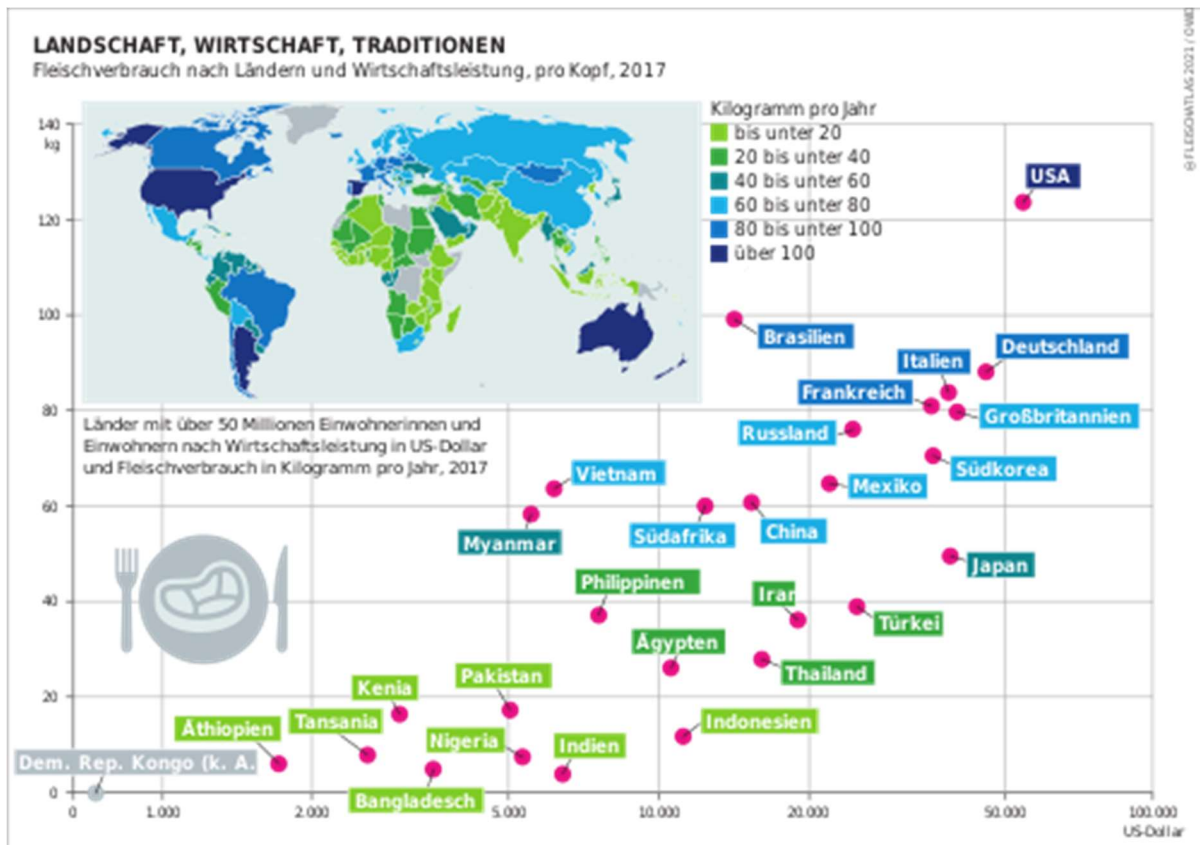 LANDSCHAFT, WIRTSCHAFT, TRADITIONEN
Fleischverbrauch nach Ländern und Wirtschaftsleistung, pro Kopf, 2017
© FLEISCHATLAS 2021 / OWID
Kilogramm pro Jahr
bis unter 20
20 bis unter 40
40 bis unter 60
60 bis unter 80
80 bis unter 100
über 100
140
kg
120
100
80
60
40
20
0
Länder mit über 50 Millionen Einwohnerinnen und
Einwohnern nach Wirtschaftsleistung in US-Dollar
und Fleischverbrauch in Kilogramm pro Jahr, 2017
USA
Brasilien
Deutschland
Italien
Frankreich
Großbritannien
Russland
Südkorea
Vietnam
Mexiko
Myanmar
Südafrika
China
Japan
Philippinen
Iran
Türkei
Ägypten
Thailand
Pakistan
Kenia
Tansania
Äthiopien
Nigeria
Indien
Indonesien
Dem. Rep. Kongo (k. A.
Bangladesch
0
1.000
2.000
5.000
10.000
20.000
50.000
100.000
US-Dollar